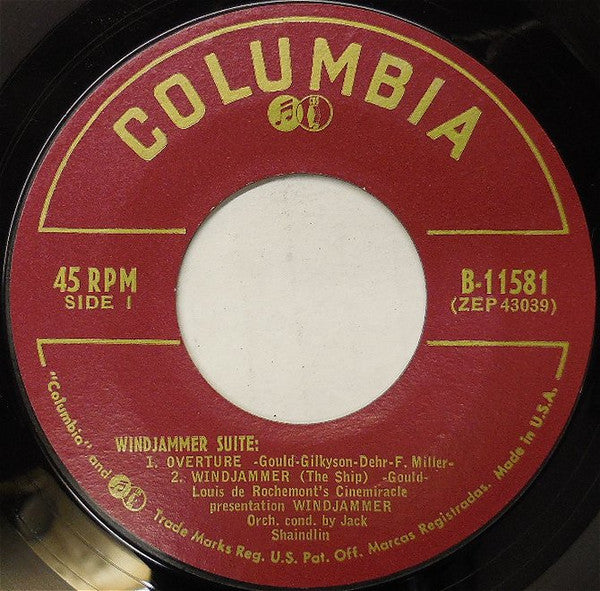 COLUMBIA
45 RPM
SIDE 1
B-11581
(ZEP 43039)
WINDJAMMER SUITE:
1. OVERTURE -Gould-Gilkyson-Dehr-F. Miller-
2. WINDJAMMER (The Ship) -Gould-
Louis de Rochemont's Cinemiracle
presentation WINDJAMMER
Orch. cond. by Jack
Shaindlin
"Columbia" and Trade Marks Reg. U.S. Pat. Off. Marcas Registradas. Made in U.S.A.